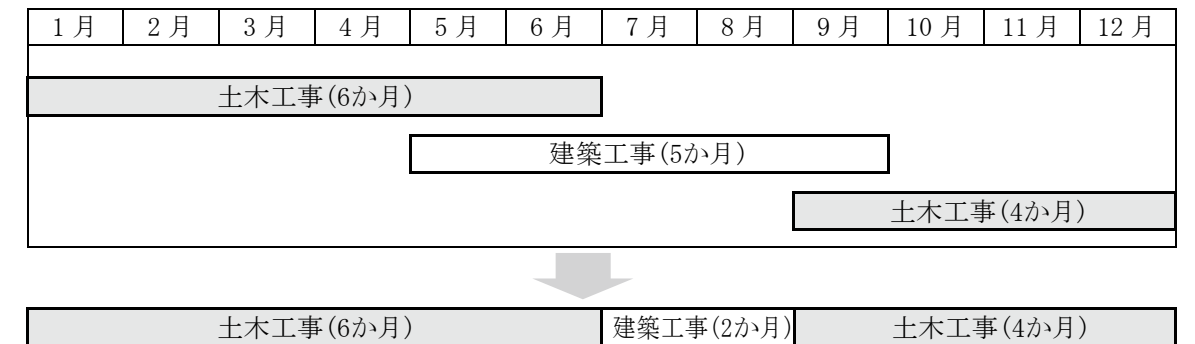 1月 2月 3月 4月 5月 6月 7月 8月 9月 10月 11月 12月
土木工事(6か月)
建築工事(5か月)
土木工事(4か月)
土木工事(6か月) 建築工事(2か月) 土木工事(4か月)